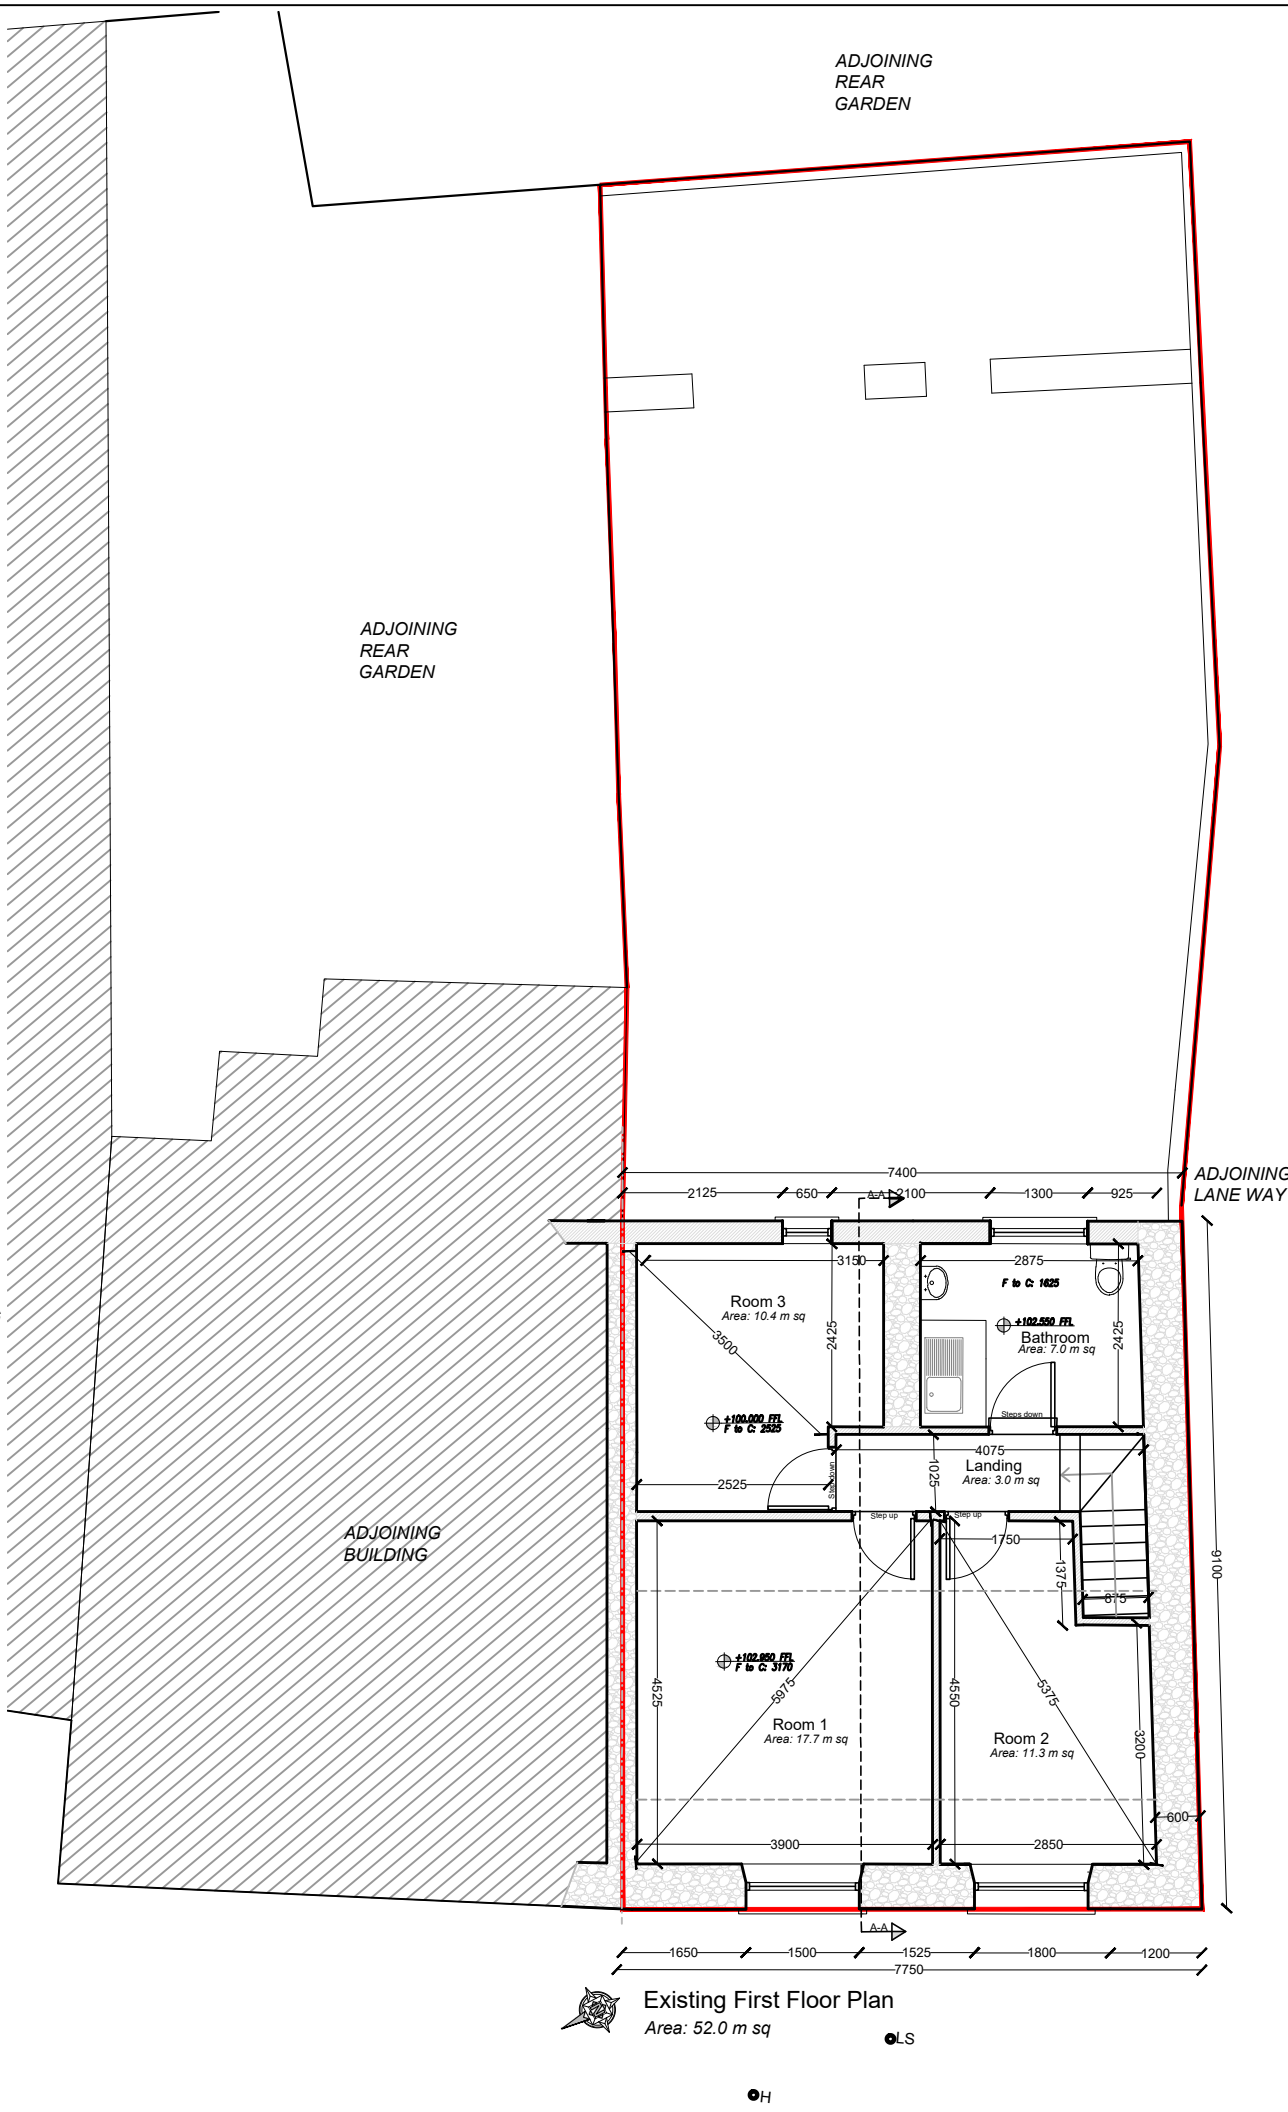 ADJOINING
REAR
GARDEN
ADJOINING
REAR
GARDEN
7400
ADJOINING
LANE WAY
2125
650
A-A
2100
1300
925
3150
2875
F to C: 1625
Room 3
Area: 10.4 m sq
+102.550 FFL
Bathroom
Area: 7.0 m sq
3500
2425
2425
+100.000 FFL
F to C: 2525
Steps down
4075
Landing
Area: 3.0 m sq
1025
Steps down
2525
Step up
Step up
1750
ADJOINING
BUILDING
1375
9100
875
+102.950 FFL
F to C: 3170
4525
5975
4550
5375
Room 1
Area: 17.7 m sq
Room 2
Area: 11.3 m sq
3200
600
3900
2850
A-A
1650
1500
1525
1800
1200
7750
Existing First Floor Plan
Area: 52.0 m sq
LS
H